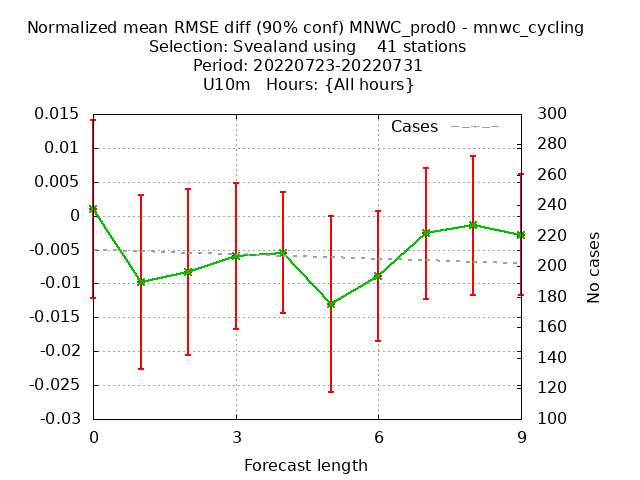 Normalized mean RMSE diff (90% conf) MNWC_prod0 - mnwc_cycling
Selection: Svealand using 41 stations
Period: 20220723-20220731
U10m Hours: {All hours}
Cases
0.015
0.01
0.005
0
-0.005
-0.01
-0.015
-0.02
-0.025
-0.03
300
280
260
240
220
200
180
160
140
120
100
No cases
0 3 6 9
Forecast length